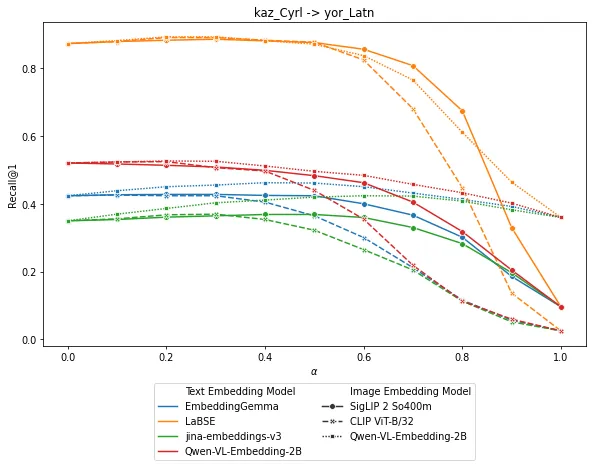 kaz_Cyrl -> yor_Latn
Recall@1
0.8
0.6
0.4
0.2
0.0
0.0 0.2 0.4 0.6 0.8 1.0
α
Text Embedding Model Image Embedding Model
EmbeddingGemma SigLIP 2 So400m
LaBSE CLIP ViT-B/32
jina-embeddings-v3 Qwen-VL-Embedding-2B
Qwen-VL-Embedding-2B